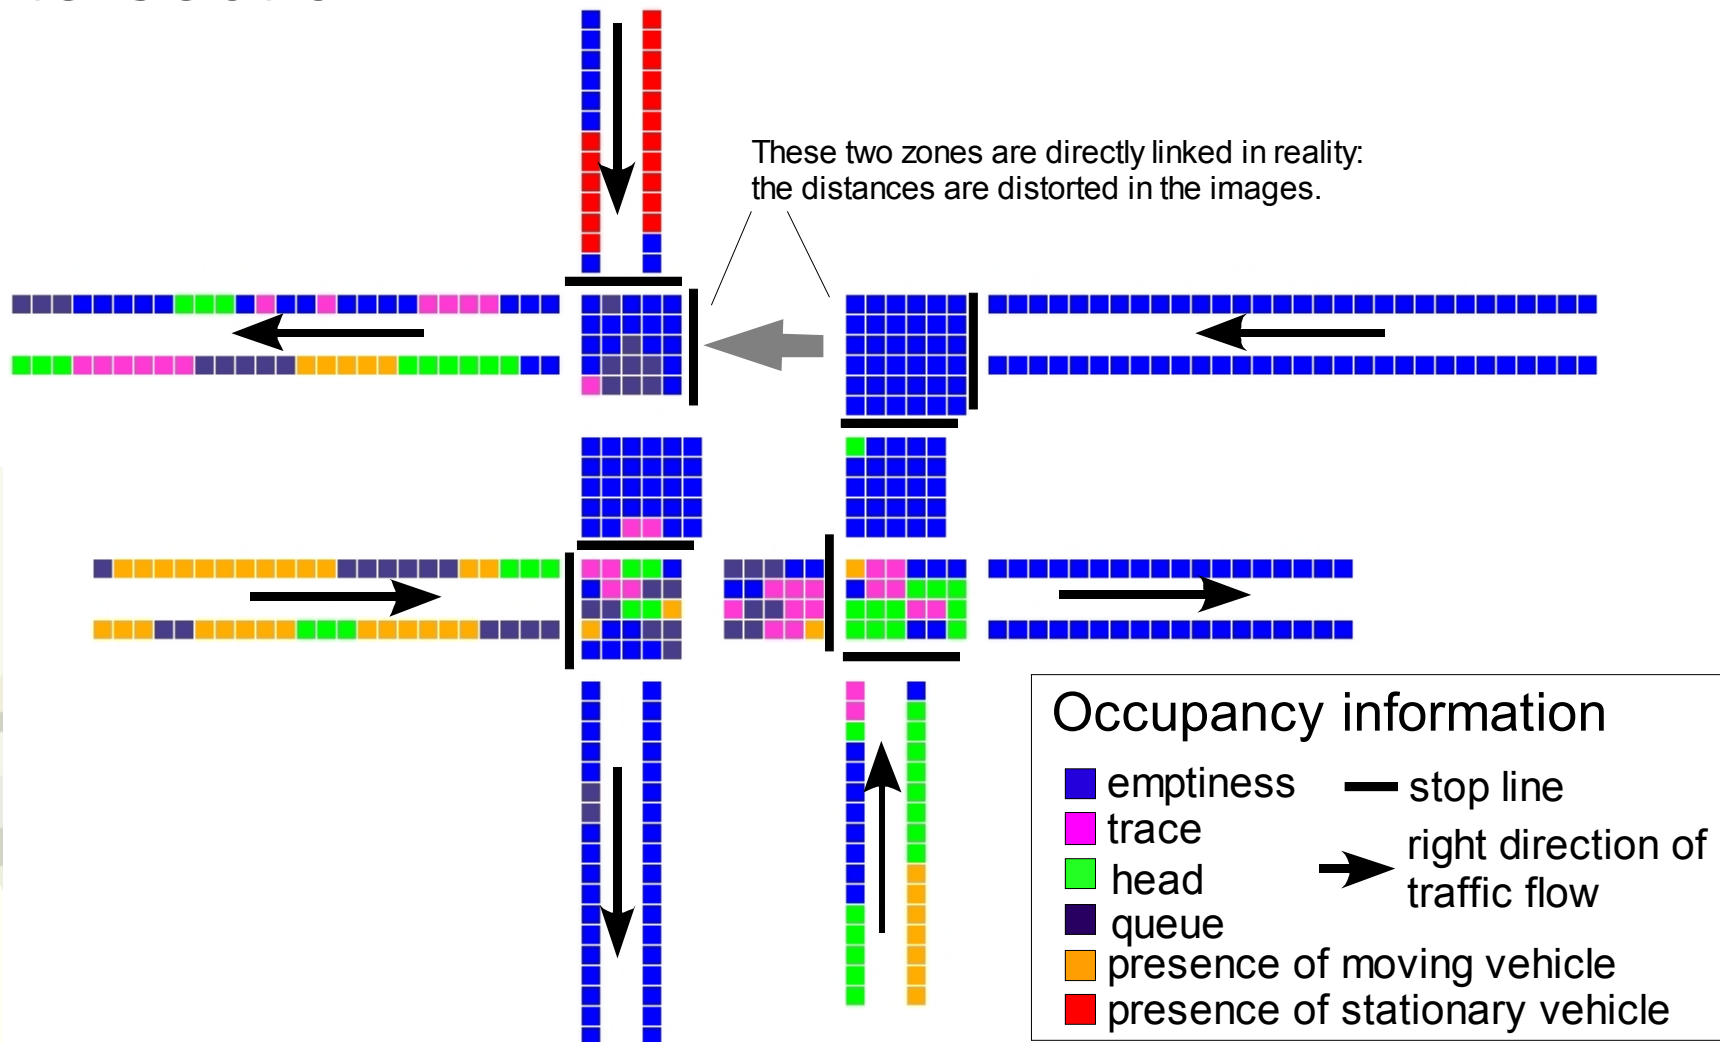 These two zones are directly linked in reality:
the distances are distorted in the images.
Occupancy information
emptiness
stop line
trace
right direction of
traffic flow
head
queue
presence of moving vehicle
presence of stationary vehicle